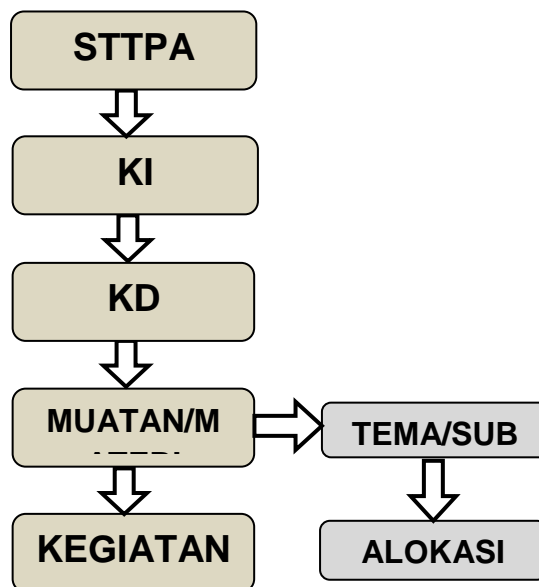 STTPA
KI
KD
MUATAN/M
TEMA/SUB
KEGIATAN
ALOKASI